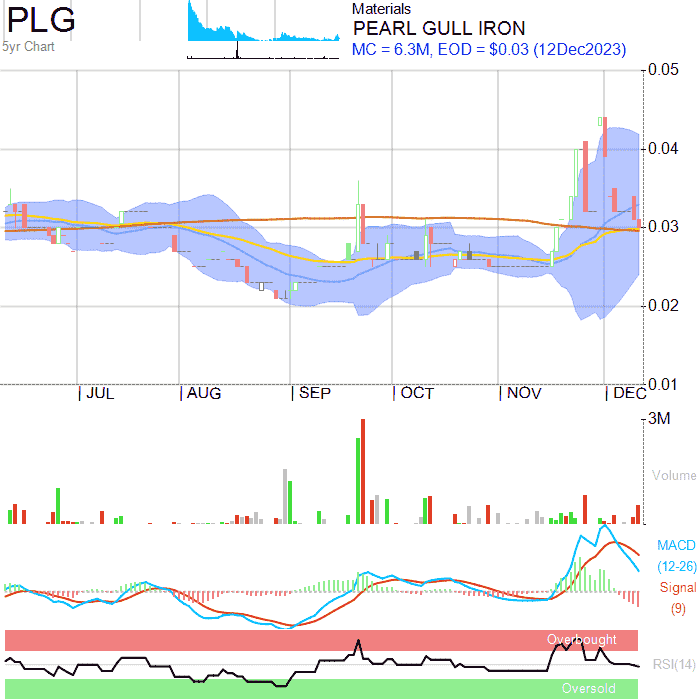 PLG
5yr Chart
Materials
PEARL GULL IRON
MC = 6.3M, EOD = $0.03 (12Dec2023)
0.05
0.04
0.03
0.02
0.01
JUL AUG SEP OCT NOV DEC
3M
Volume
MACD
(12-26)
Signal
(9)
Overbought
RSI(14)
Oversold